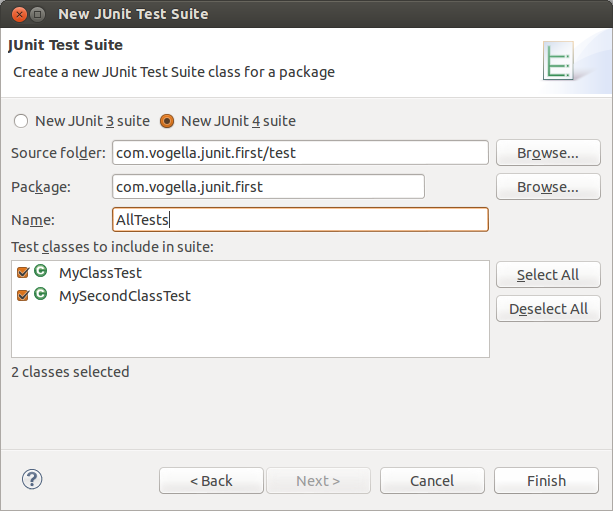 New JUnit Test Suite
JUnit Test Suite
Create a new JUnit Test Suite class for a package
New JUnit 3 suite New JUnit 4 suite
Source folder: com.vogella.junit.first/test Browse...
Package: com.vogella.junit.first Browse...
Name: AllTests
Test classes to include in suite:
MyClassTest Select All
MySecondClassTest Deselect All
2 classes selected
? < Back Next > Cancel Finish